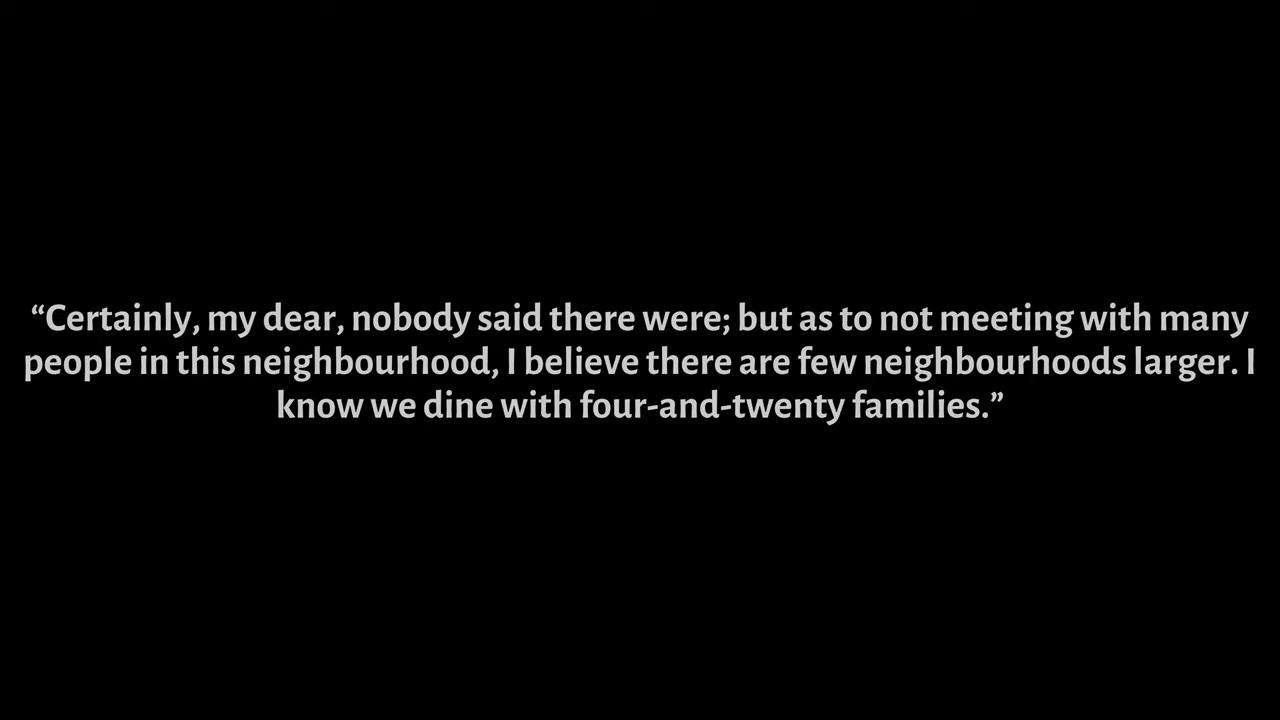 “Certainly, my dear, nobody said there were; but as to not meeting with many
people in this neighbourhood, I believe there are few neighbourhoods larger. I
know we dine with four-and-twenty families.”